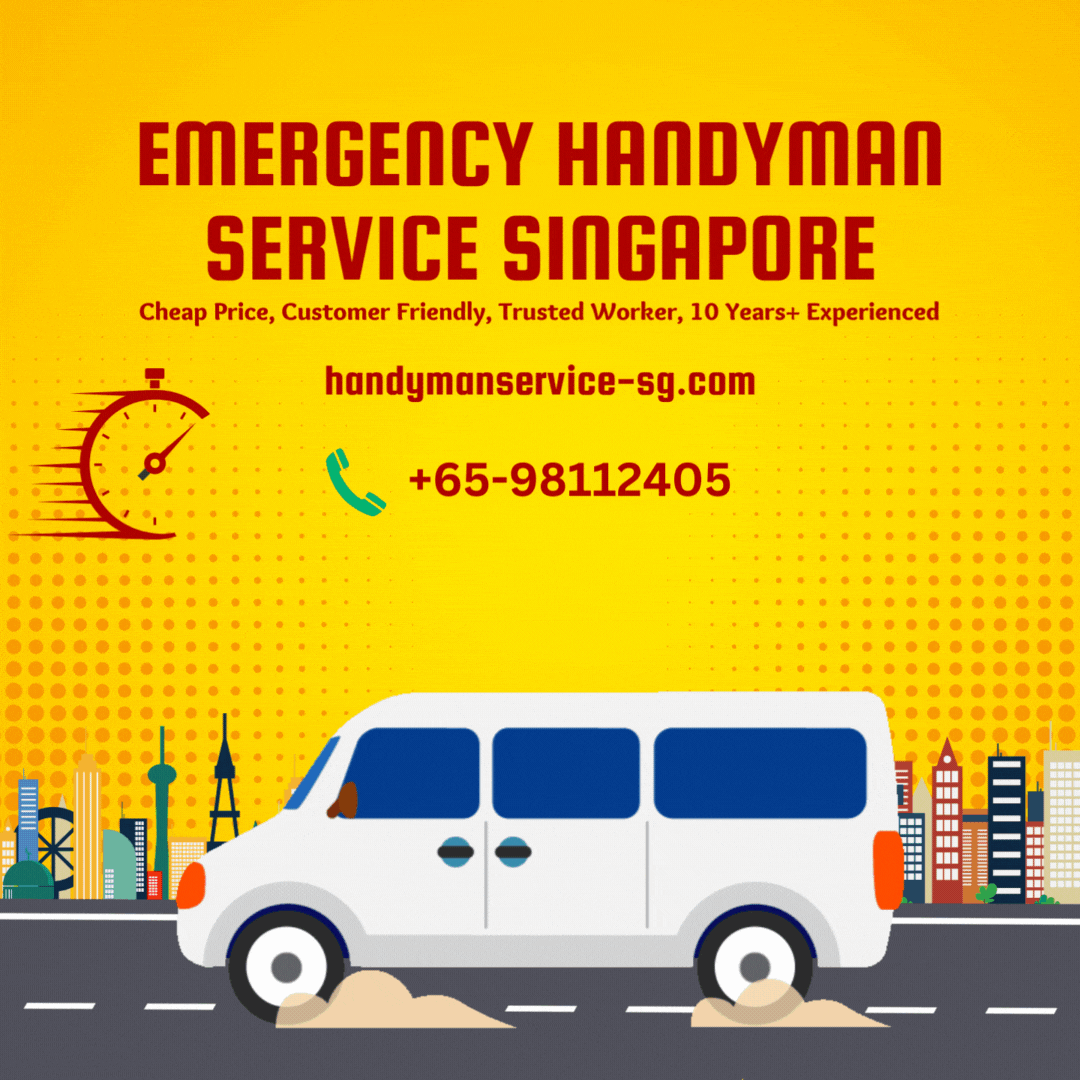 EMERGENCY HANDYMAN
SERVICE SINGAPORE
Cheap Price, Customer Friendly, Trusted Worker, 10 Years+ Experienced
handymanservice-sg.com
+65-98112405